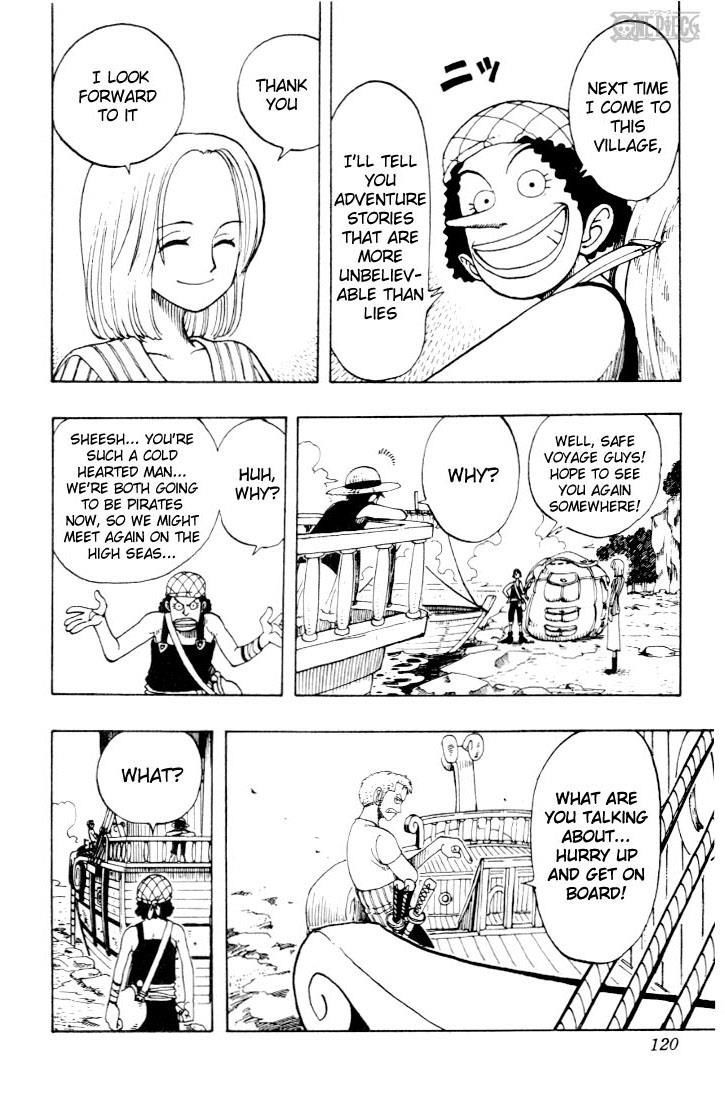 ONE PIECE
NEXT TIME
I COME TO
THIS
VILLAGE,
ニッ
I'LL TELL
YOU
ADVENTURE
STORIES
THAT ARE
MORE
UNBELIEV-
ABLE THAN
LIES
THANK
YOU
I LOOK
FORWARD
TO IT
WELL, SAFE
VOYAGE GUYS!
HOPE TO SEE
YOU AGAIN
SOMEWHERE!
WHY?
HUH,
WHY?
SHEESH... YOU'RE
SUCH A COLD
HEARTED MAN...
WE'RE BOTH GOING
TO BE PIRATES
NOW, SO WE MIGHT
MEET AGAIN ON THE
HIGH SEAS...
WHAT ARE
YOU TALKING
ABOUT...
HURRY UP
AND GET ON
BOARD!
WHAT?
120